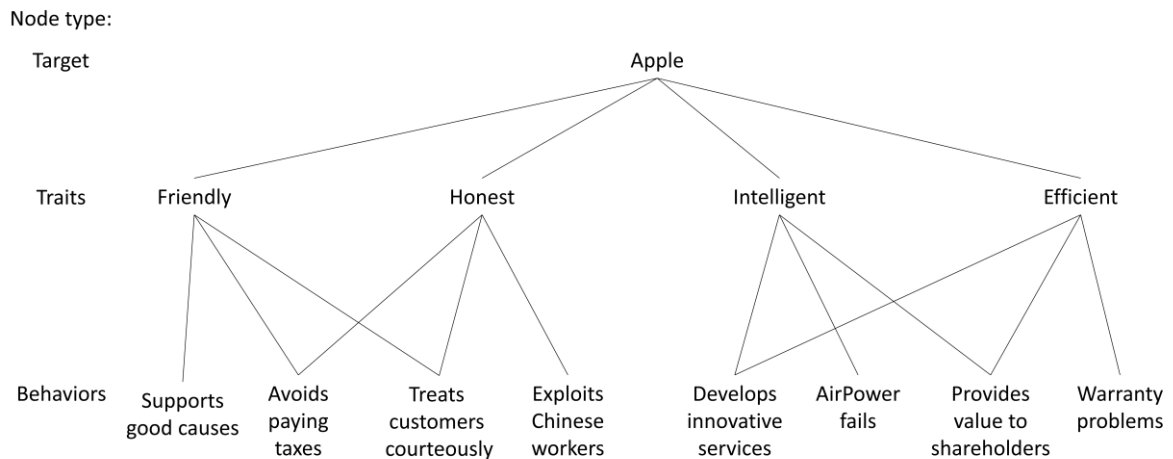 Node type:
Target
Apple
Traits
Friendly
Honest
Intelligent
Efficient
Behaviors
Supports
good causes
Avoids
paying
taxes
Treats
customers
courteously
Exploits
Chinese
workers
Develops
innovative
services
AirPower
fails
Provides
value to
shareholders
Warranty
problems